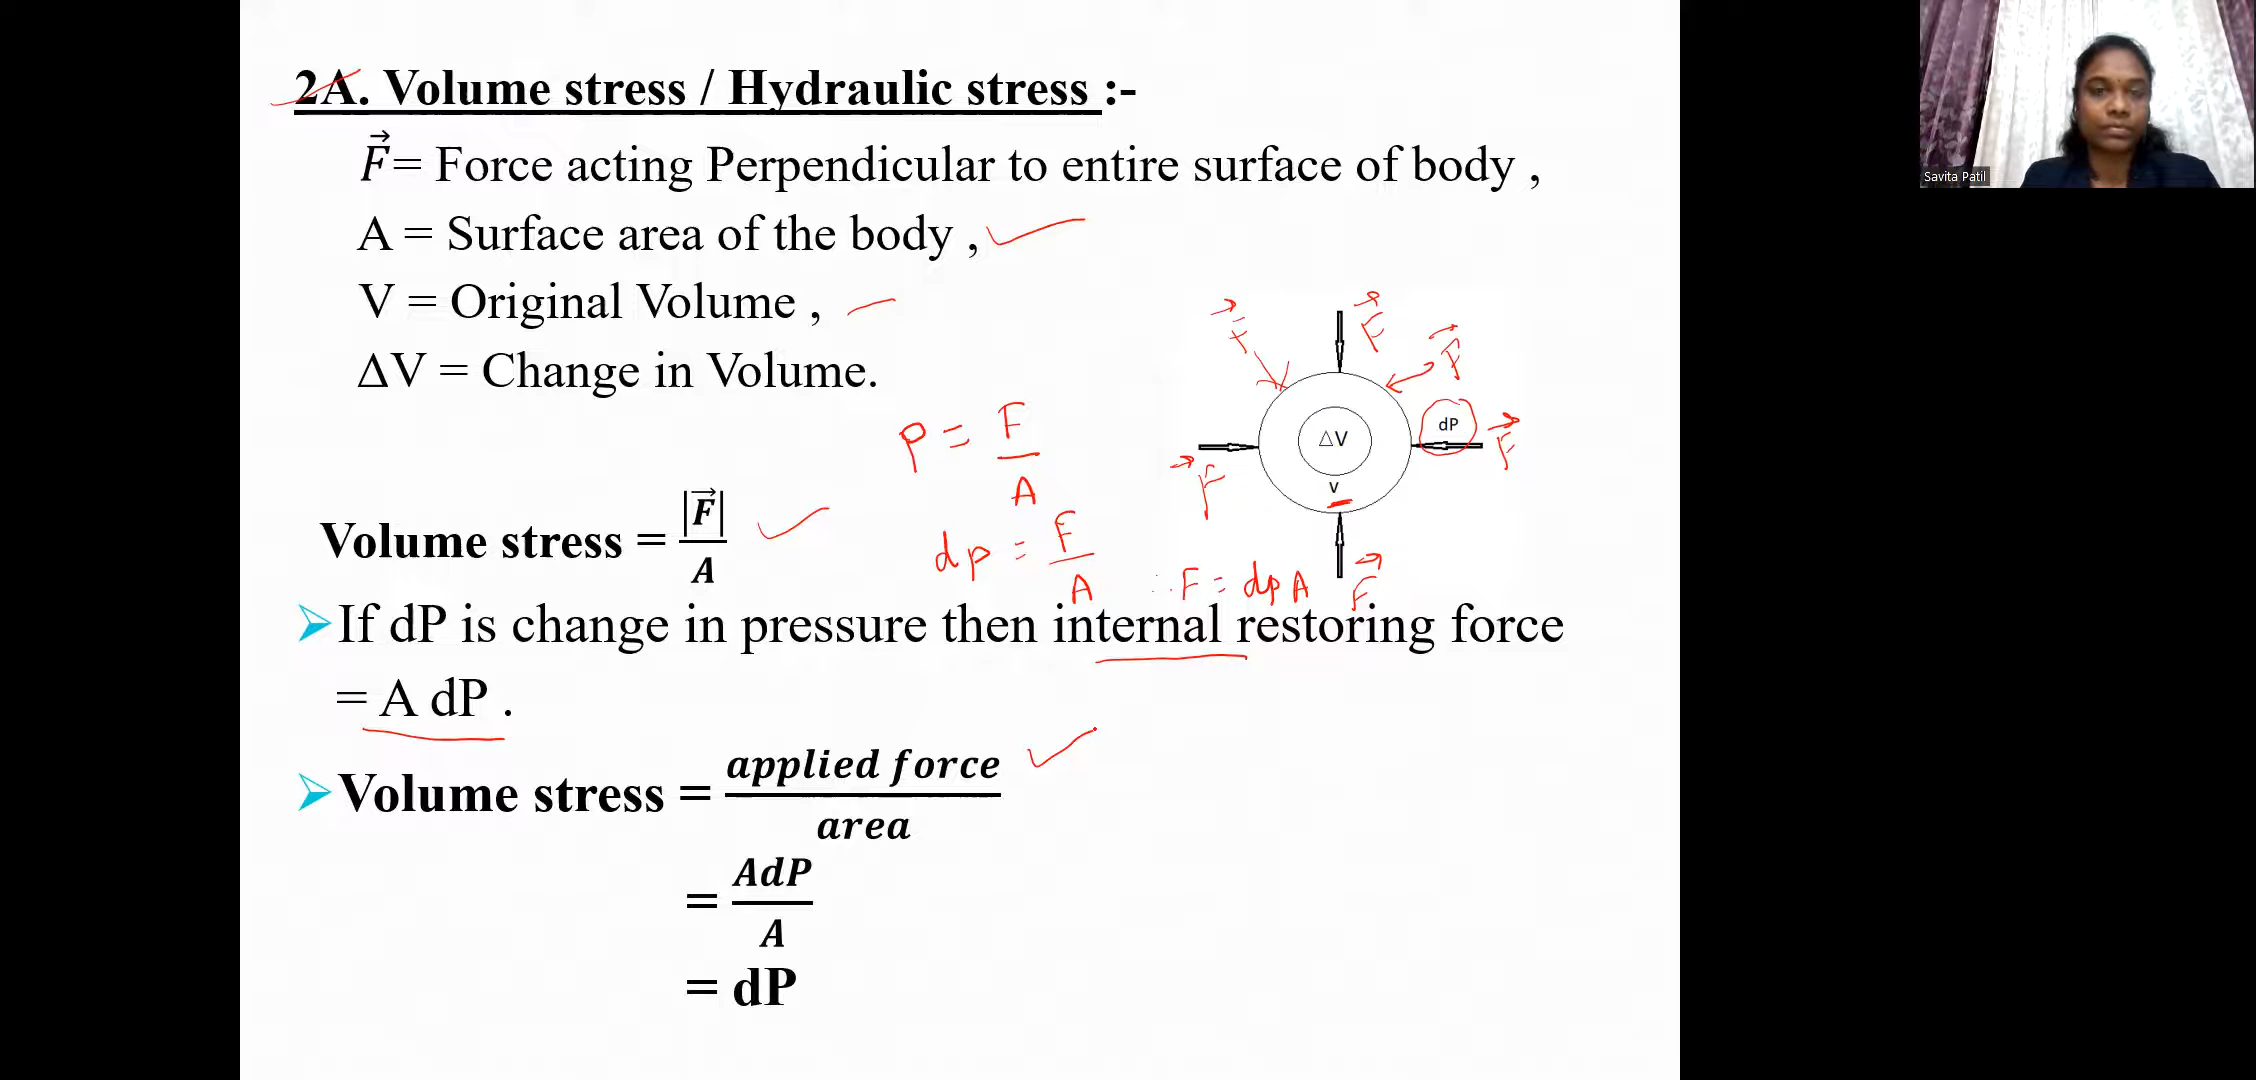 2A. Volume stress / Hydraulic stress :-
F⃗= Force acting Perpendicular to entire surface of body ,
A = Surface area of the body ,
V = Original Volume ,
ΔV = Change in Volume.
F⃗
F⃗
F⃗
dP
F⃗
ΔV
V
F⃗
F⃗
P = F/A
Volume stress = |F⃗|/A
dp = F/A
∴ F = dp A
If dP is change in pressure then internal restoring force
= A dP .
Volume stress = applied force/area
= AdP/A
= dP
Savita Patil